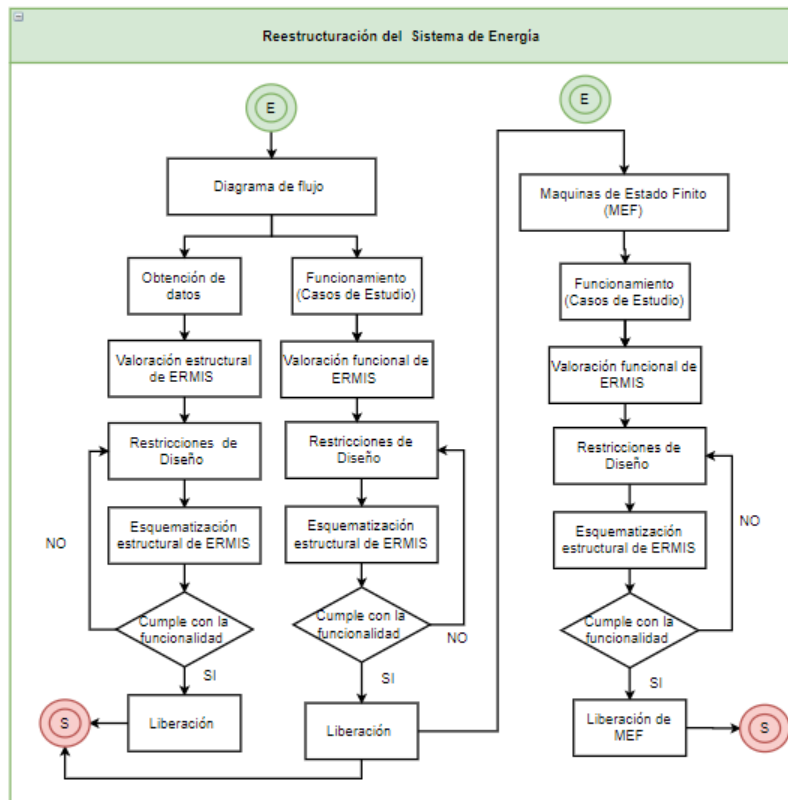 Reestructuración del Sistema de Energía
E
Diagrama de flujo
Obtención de
datos
Valoración estructural
de ERMIS
Restricciones de
Diseño
Esquematización
estructural de ERMIS
Cumple con la
funcionalidad
NO
SI
Liberación
S
Funcionamiento
(Casos de Estudio)
Valoración funcional de
ERMIS
Restricciones de
Diseño
Esquematización
estructural de ERMIS
Cumple con la
funcionalidad
NO
SI
Liberación
E
Maquinas de Estado Finito
(MEF)
Funcionamiento
(Casos de Estudio)
Valoración funcional de
ERMIS
Restricciones de
Diseño
Esquematización
estructural de ERMIS
Cumple con la
funcionalidad
NO
SI
Liberación de
MEF
S